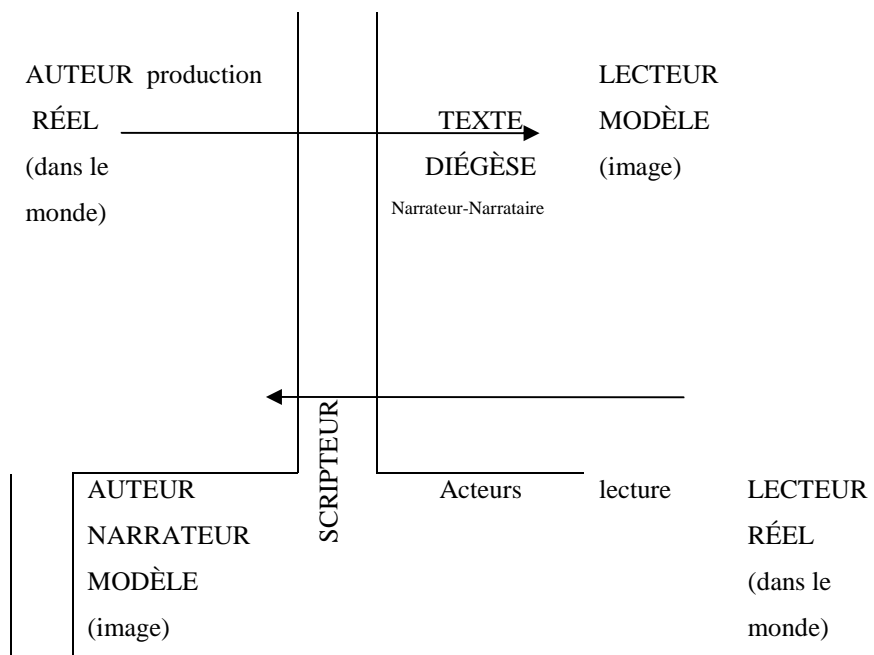 AUTEUR production
RÉEL
(dans le
monde)
TEXTE
DIÉGÈSE
Narrateur-Narrataire
LECTEUR
MODÈLE
(image)
AUTEUR
NARRATEUR
MODÈLE
(image)
SCRIPTEUR
Acteurs
lecture
LECTEUR
RÉEL
(dans le
monde)